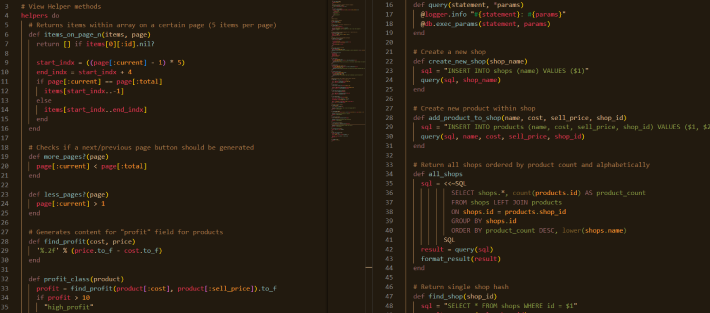 3 # View Helper methods
4 helpers do
5 # Returns items within array on a certain page (5 items per page)
6 def items_on_page_n(items, page)
7 return [] if items[0][:id].nil?
8
9 start_indx = ((page[:current] - 1) * 5)
10 end_indx = start_indx + 4
11 if page[:current] == page[:total]
12 items[start_indx..-1]
13 else
14 items[start_indx..end_indx]
15 end
16 end
17
18 # Checks if a next/previous page button should be generated
19 def more_pages?(page)
20 page[:current] < page[:total]
21 end
22
23 def less_pages?(page)
24 page[:current] > 1
25 end
26
27 # Generates content for "profit" field for products
28 def find_profit(cost, price)
29 '%.2f' % (price.to_f - cost.to_f)
30 end
31
32 def profit_class(product)
33 profit = find_profit(product[:cost], product[:sell_price]).to_f
34 if profit > 10
35 "high_profit"
16 def query(statement, *params)
17 @logger.info "#{statement}: #{params}"
18 @db.exec_params(statement, params)
19 end
20
21 # Create a new shop
22 def create_new_shop(shop_name)
23 sql = "INSERT INTO shops (name) VALUES ($1)"
24 query(sql, shop_name)
25 end
26
27 # Create new product within shop
28 def add_product_to_shop(name, cost, sell_price, shop_id)
29 sql = "INSERT INTO products (name, cost, sell_price, shop_id) VALUES ($1, $2
30 query(sql, name, cost, sell_price, shop_id)
31 end
32
33 # Return all shops ordered by product count and alphabetically
34 def all_shops
35 sql = <<~SQL
36 SELECT shops.*, count(products.id) AS product_count
37 FROM shops LEFT JOIN products
38 ON shops.id = products.shop_id
39 GROUP BY shops.id
40 ORDER BY product_count DESC, lower(shops.name)
41 SQL
42 result = query(sql)
43 format_result(result)
44 end
45
46 # Return single shop hash
47 def find_shop(shop_id)
48 sql = "SELECT * FROM shops WHERE id = $1"